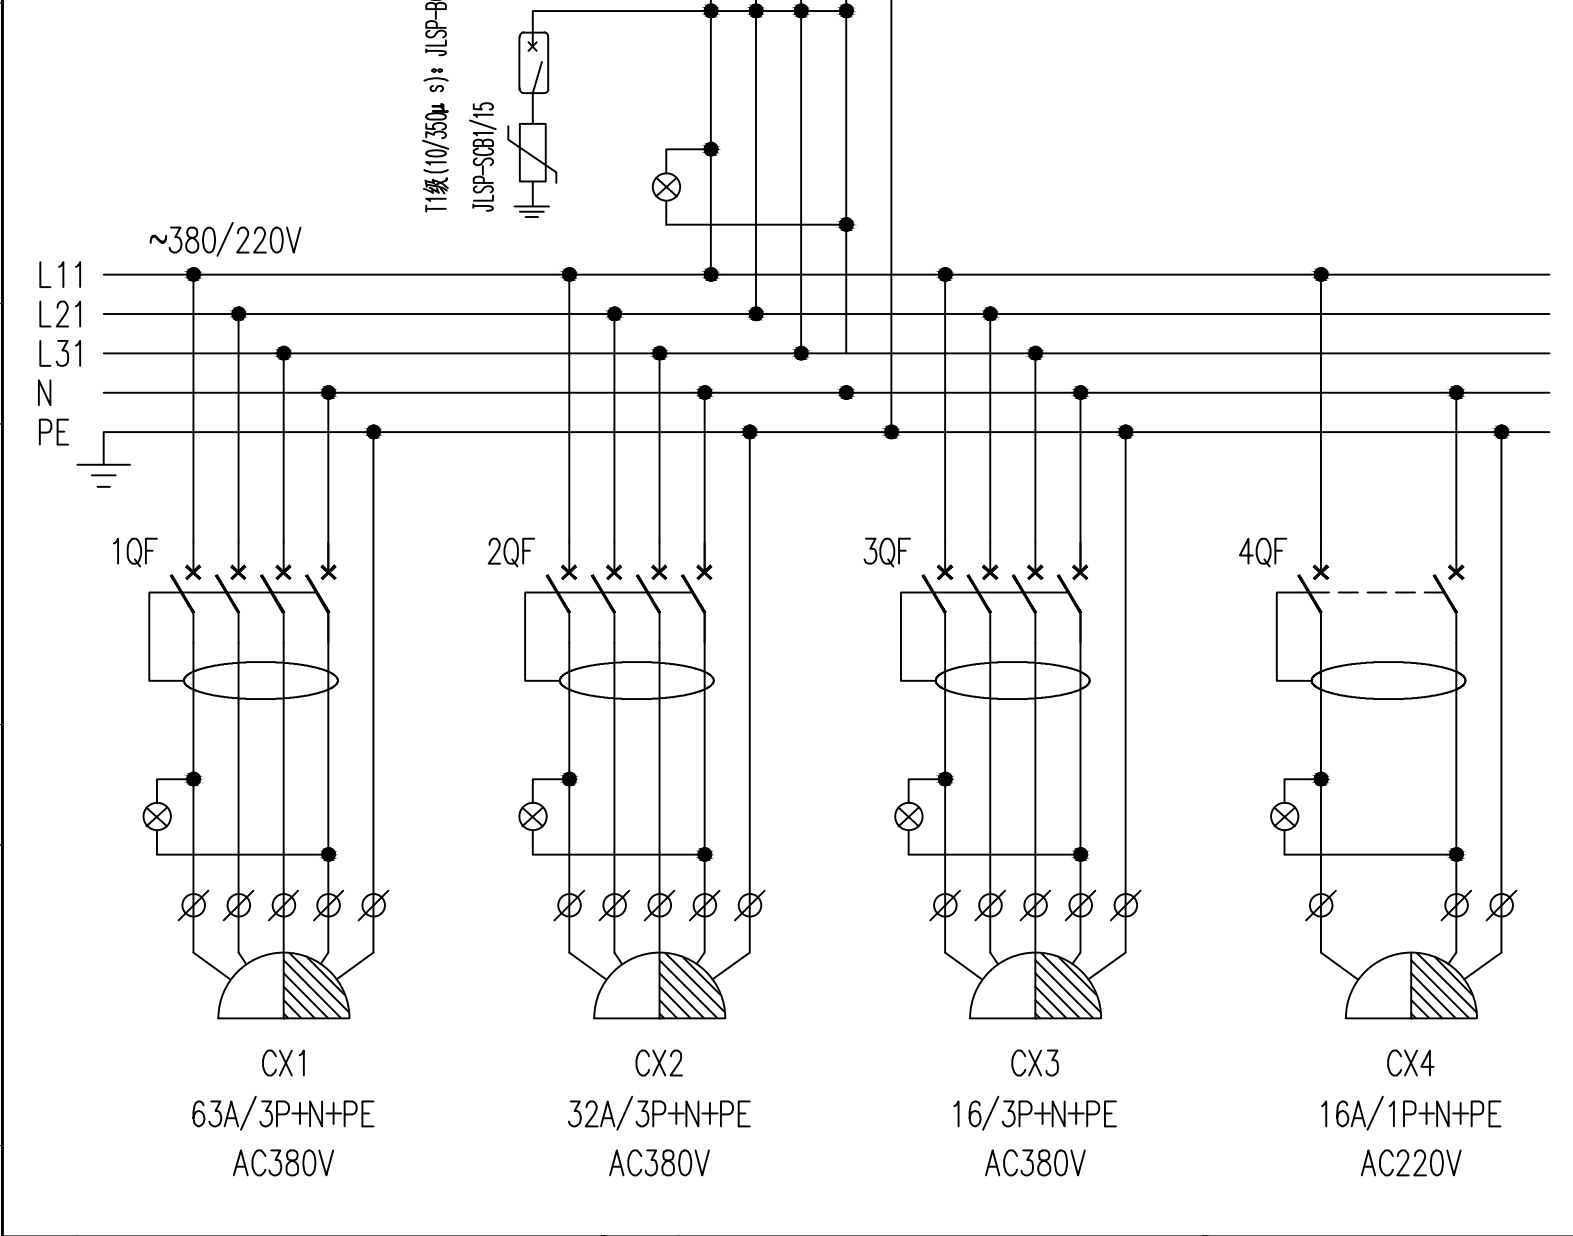 T1级(10/350μ s): JLSP-B
JLSP-SCB1/15
~380/220V
L11
L21
L31
N
PE
1QF
2QF
3QF
4QF
CX1
63A/3P+N+PE
AC380V
CX2
32A/3P+N+PE
AC380V
CX3
16/3P+N+PE
AC380V
CX4
16A/1P+N+PE
AC220V